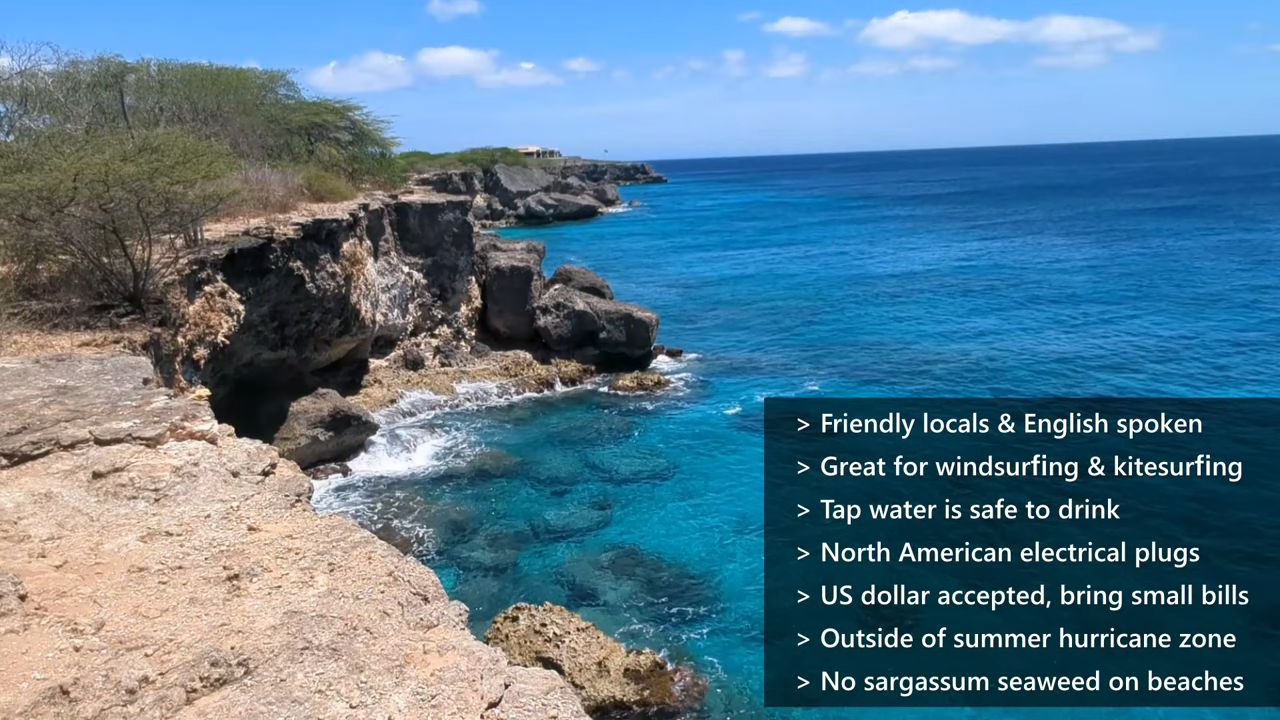 > Friendly locals & English spoken
> Great for windsurfing & kitesurfing
> Tap water is safe to drink
> North American electrical plugs
> US dollar accepted, bring small bills
> Outside of summer hurricane zone
> No sargassum seaweed on beaches